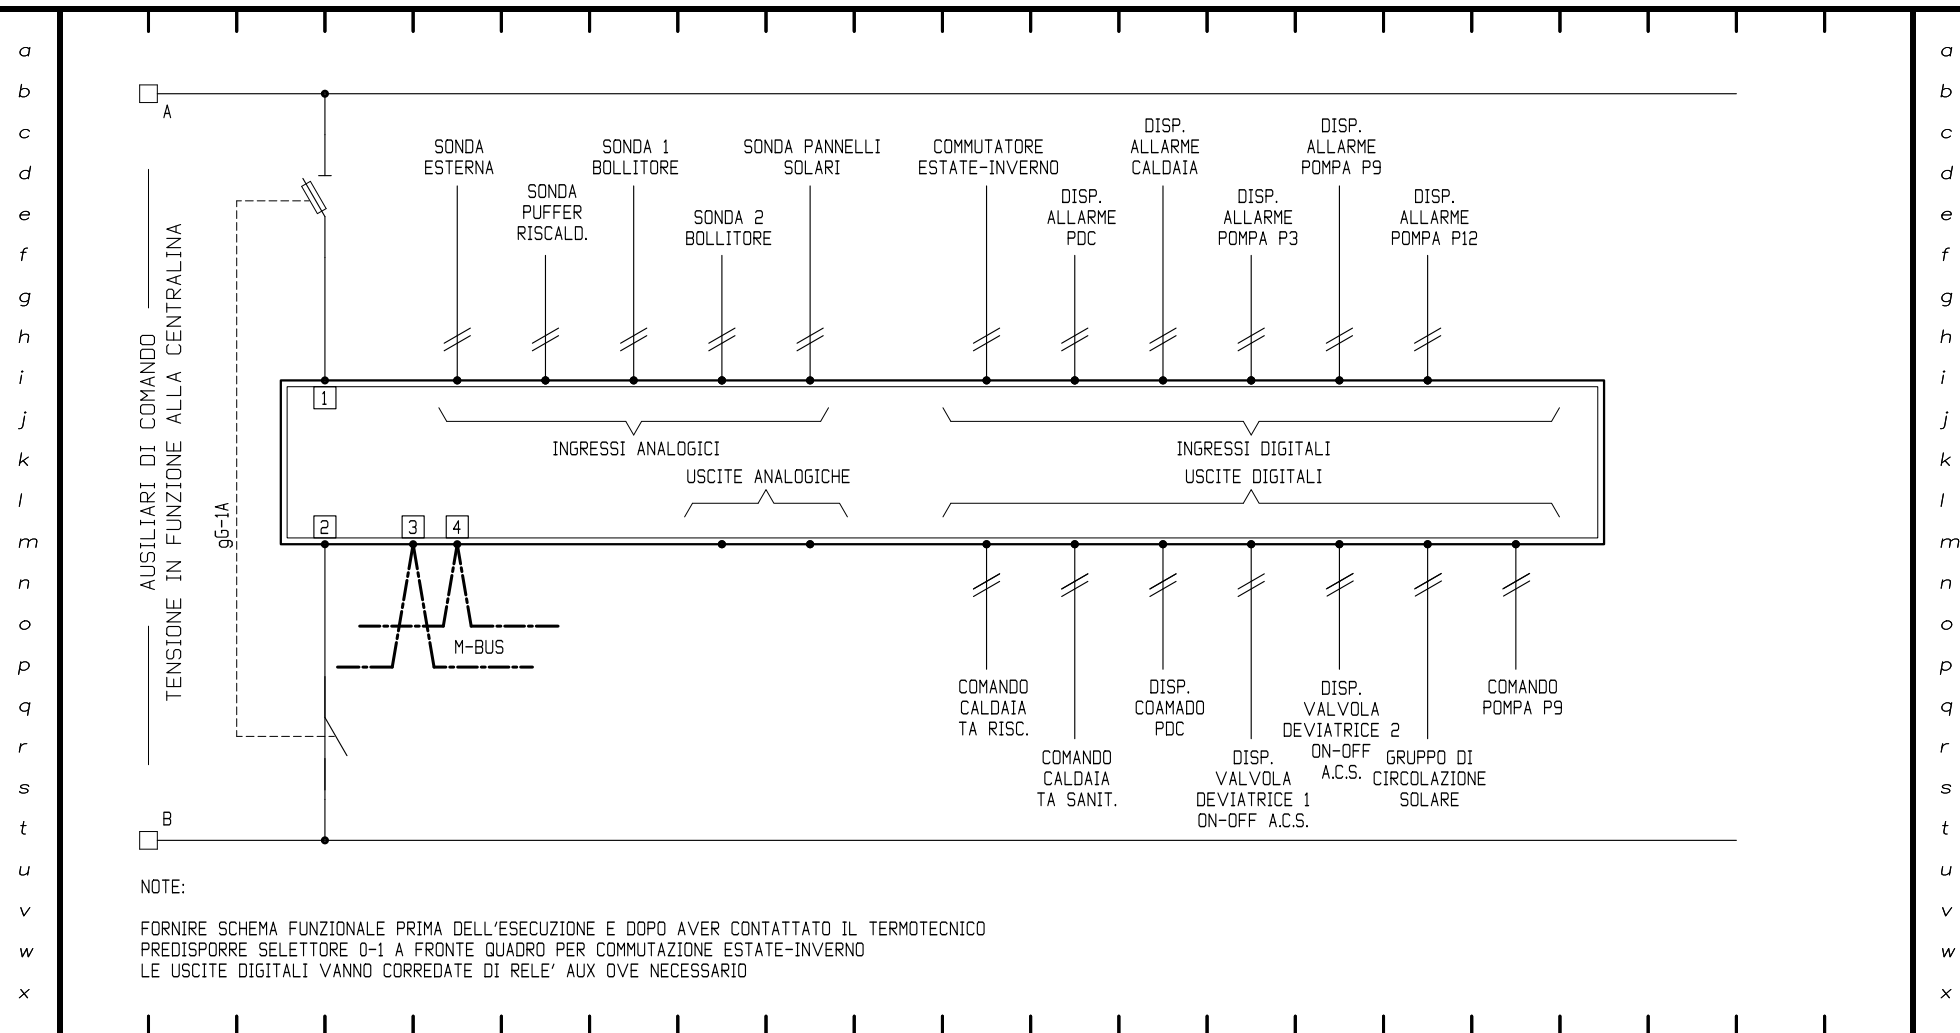 a
a
b
b
A
c
c
d
d
e
e
f
f
g
g
h
h
i
i
j
j
k
k
l
l
m
m
n
n
o
o
p
p
q
q
r
r
s
s
t
t
u
u
v
v
w
w
x
x
AUSILIARI DI COMANDO
TENSIONE IN FUNZIONE ALLA CENTRALINA
gG-1A
SONDA
ESTERNA
SONDA
PUFFER
RISCALD.
SONDA 1
BOLLITORE
SONDA 2
BOLLITORE
SONDA PANNELLI
SOLARI
COMMUTATORE
ESTATE-INVERNO
DISP.
ALLARME
PDC
DISP.
ALLARME
CALDAIA
DISP.
ALLARME
POMPA P3
DISP.
ALLARME
POMPA P9
DISP.
ALLARME
POMPA P12
1
INGRESSI ANALOGICI
INGRESSI DIGITALI
USCITE ANALOGICHE
USCITE DIGITALI
2
3
4
M-BUS
COMANDO
CALDAIA
TA RISC.
COMANDO
CALDAIA
TA SANIT.
DISP.
COAMADO
PDC
DISP.
VALVOLA
DEVIATRICE 1
ON-OFF A.C.S.
DISP.
VALVOLA
DEVIATRICE 2
ON-OFF
A.C.S.
GRUPPO DI
CIRCOLAZIONE
SOLARE
COMANDO
POMPA P9
B
NOTE:
FORNIRE SCHEMA FUNZIONALE PRIMA DELL'ESECUZIONE E DOPO AVER CONTATTATO IL TERMOTECNICO
PREDISPORRE SELETTORE 0-1 A FRONTE QUADRO PER COMMUTAZIONE ESTATE-INVERNO
LE USCITE DIGITALI VANNO CORREDATE DI RELE' AUX OVE NECESSARIO